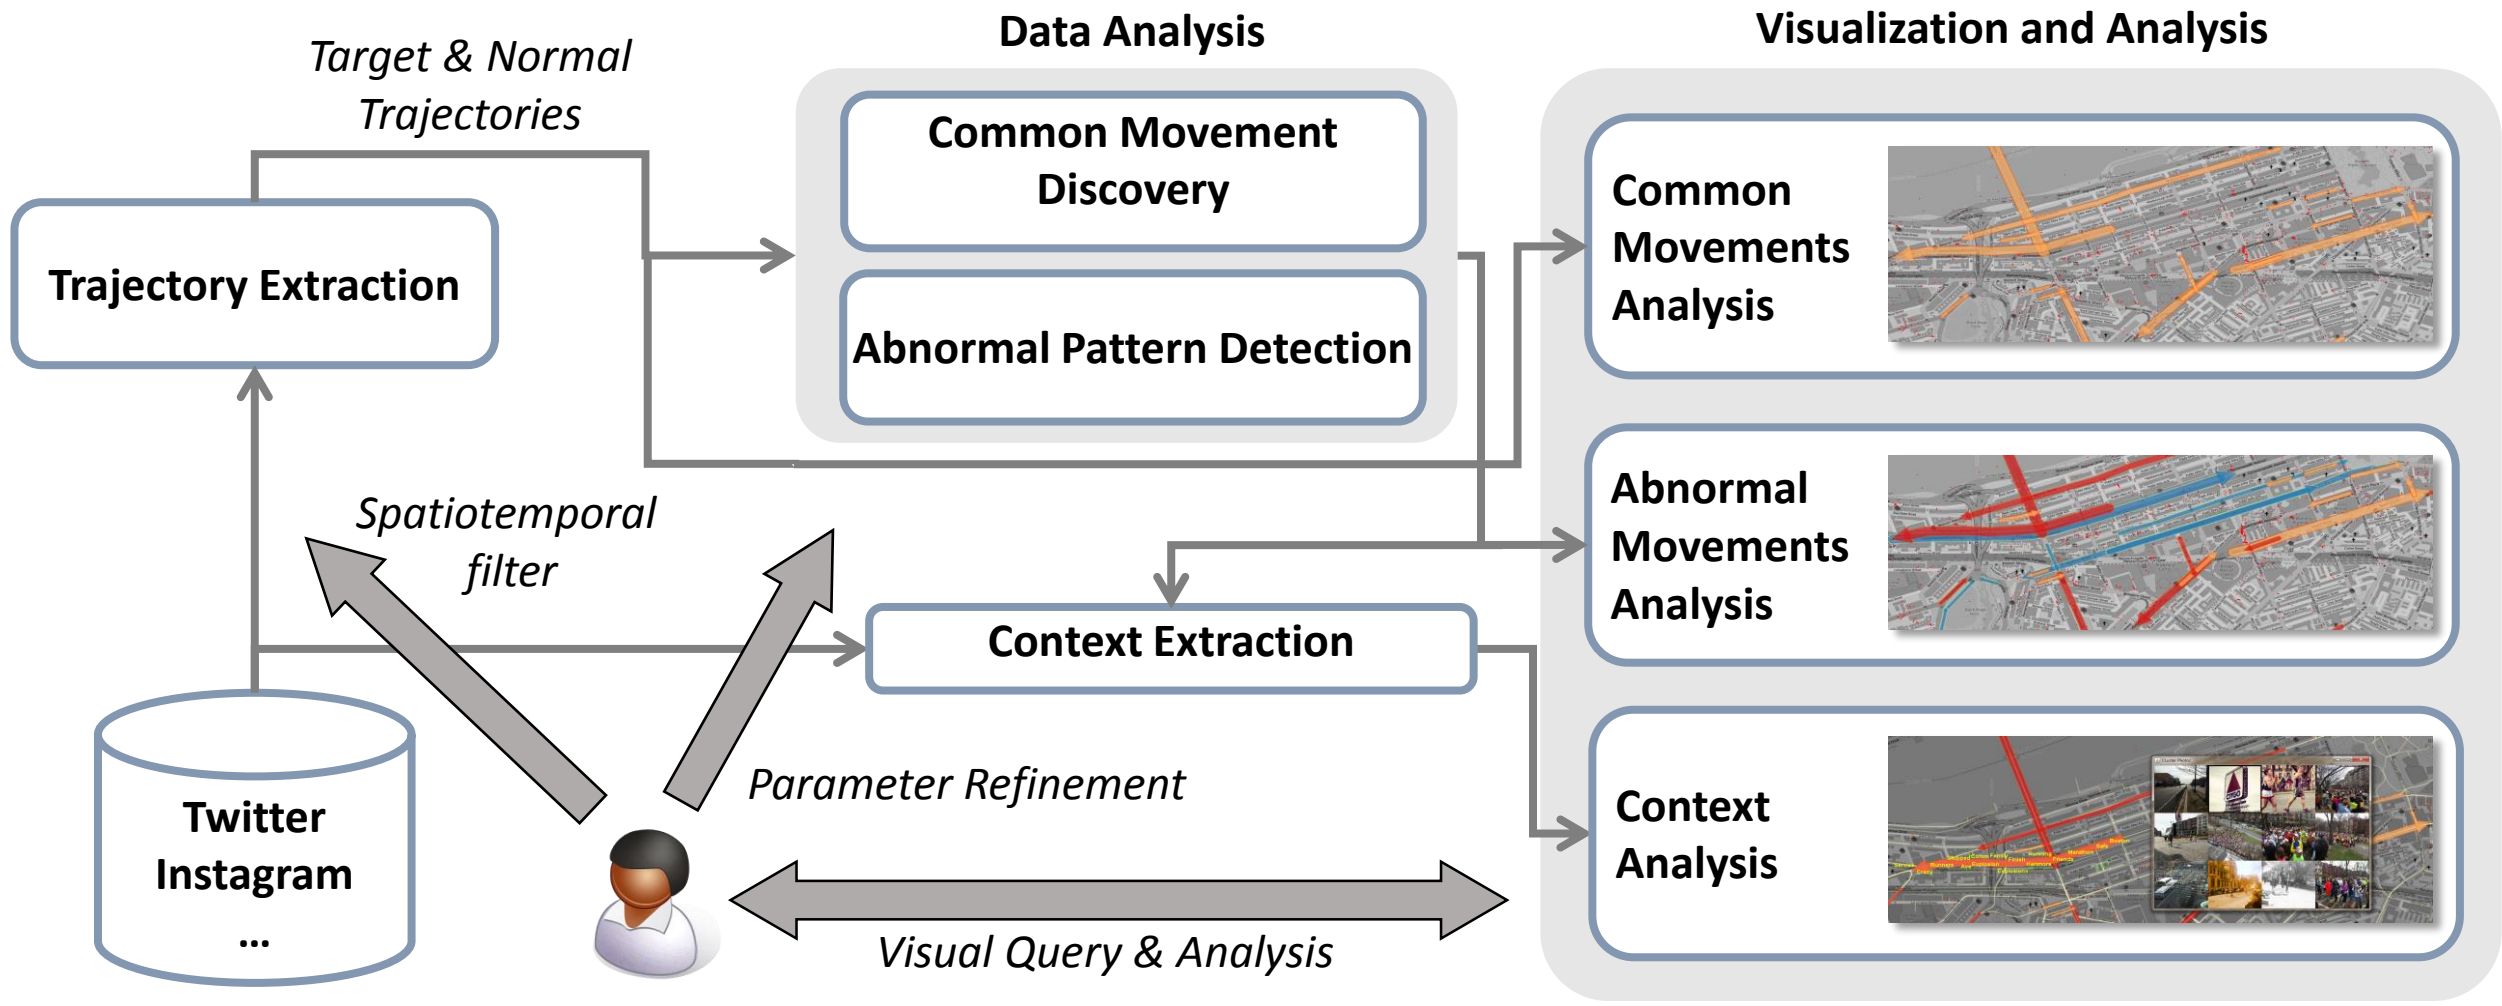 Data Analysis
Visualization and Analysis
Target & Normal
Trajectories
Common Movement
Discovery
Abnormal Pattern Detection
Trajectory Extraction
Common
Movements
Analysis
Spatiotemporal
filter
Abnormal
Movements
Analysis
Context Extraction
Parameter Refinement
Twitter
Instagram
...
Visual Query & Analysis
Context
Analysis